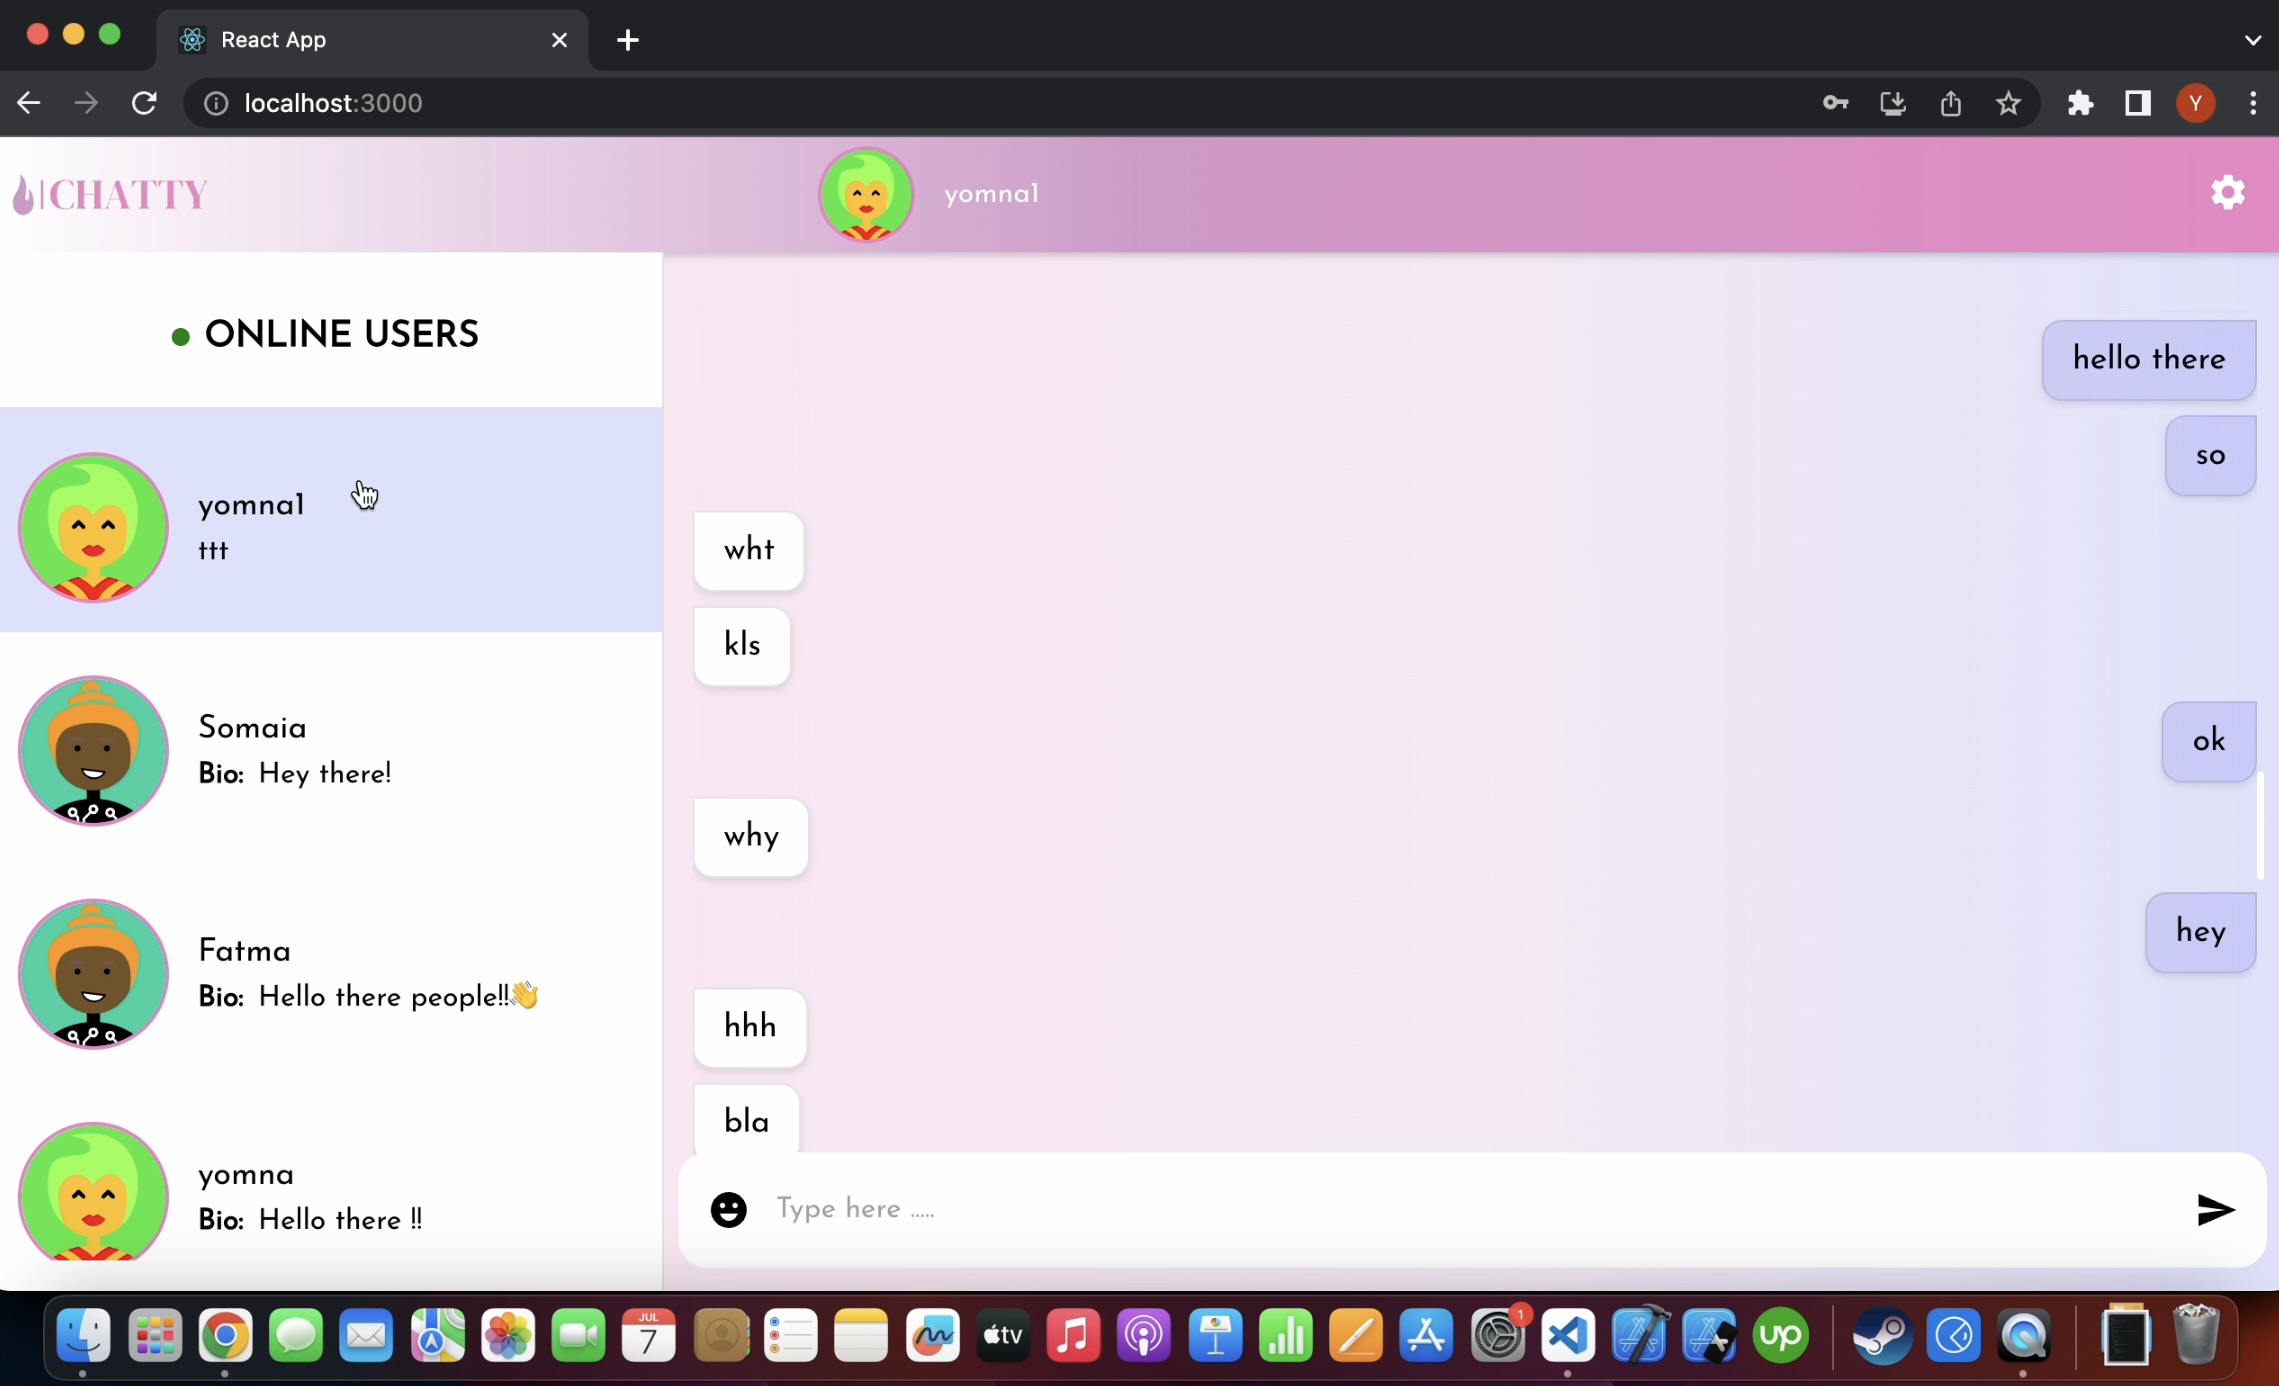 React App
localhost:3000
Y
CHATTY
yomna1
ONLINE USERS
yomna1
ttt
Somaia
Bio: Hey there!
Fatma
Bio: Hello there people!!👋
yomna
Bio: Hello there !!
hello there
so
wht
kls
ok
why
hey
hhh
bla
Type here .....
JUL
7
tv
1
up